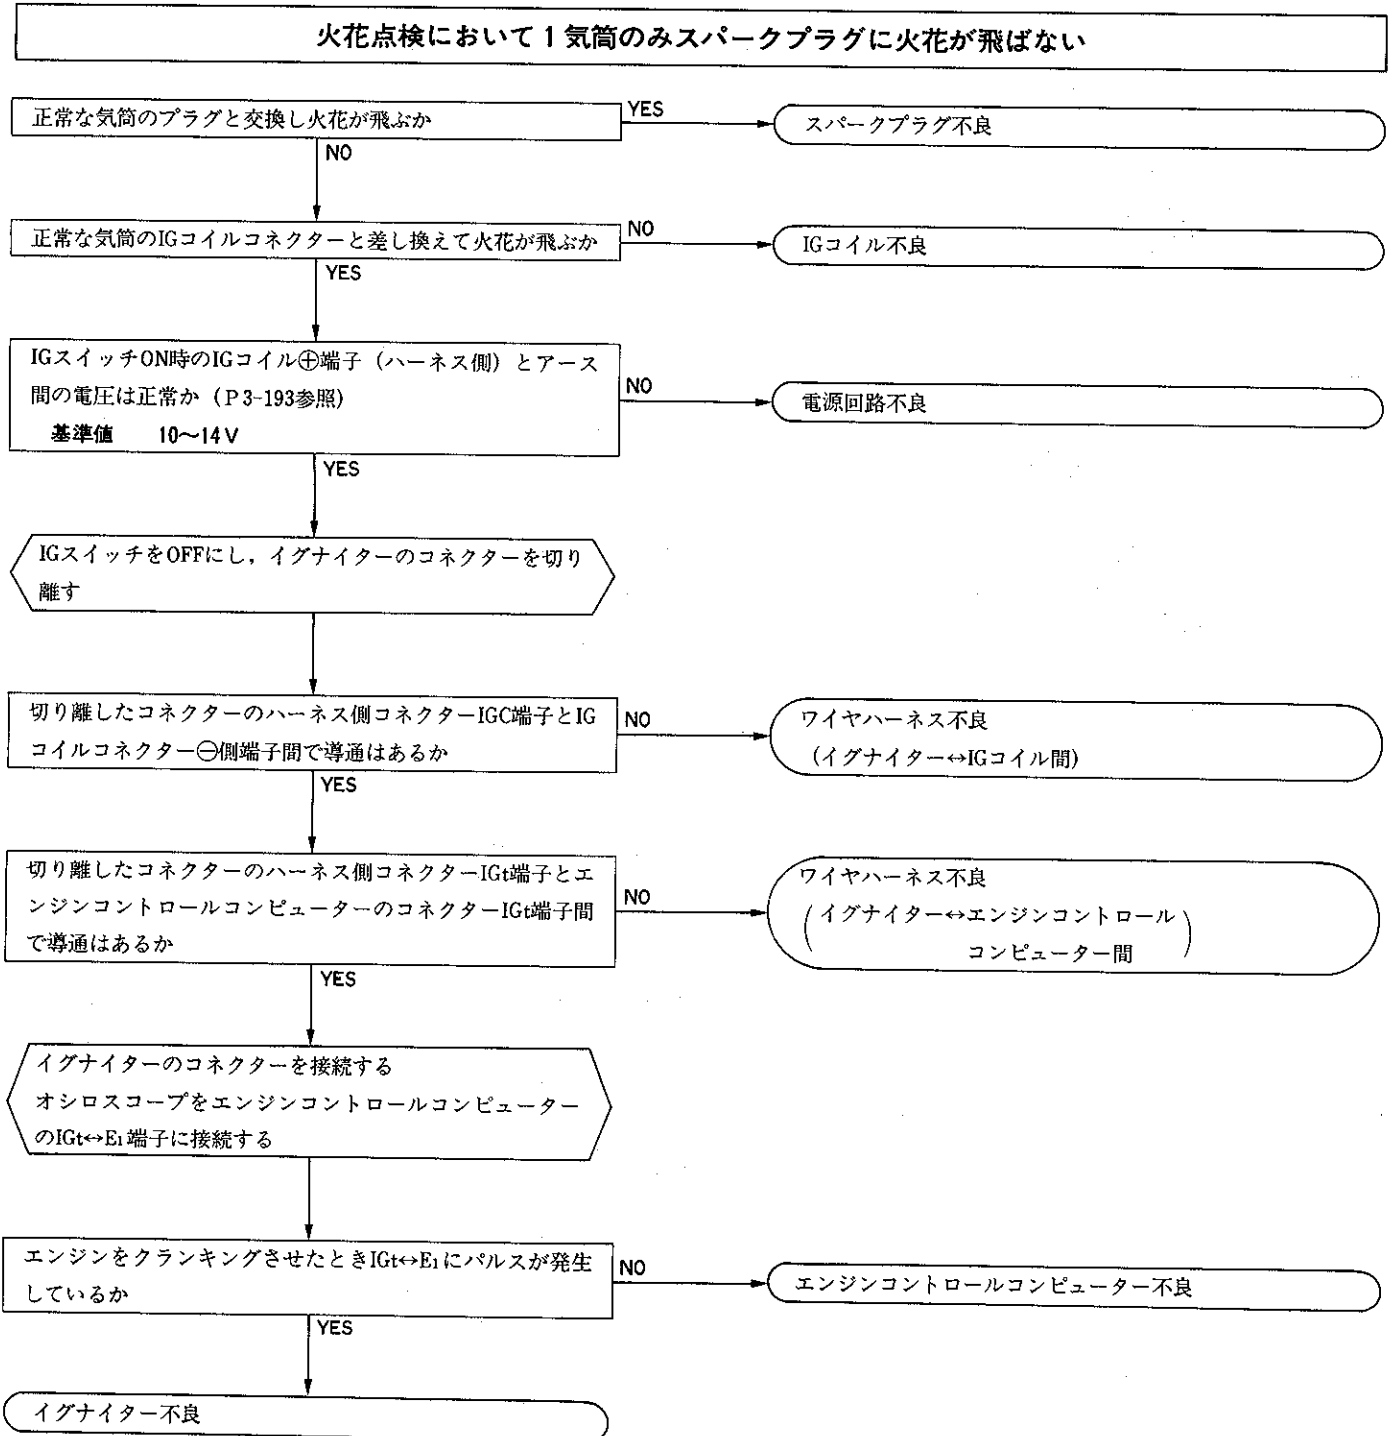 火花点検において1気筒のみスパークプラグに火花が飛ばない
正常な気筒のプラグと交換し火花が飛ぶか
YES
スパークプラグ不良
NO
正常な気筒のIGコイルコネクターと差し換えて火花が飛ぶか
NO
IGコイル不良
YES
IGスイッチON時のIGコイル⊕端子（ハーネス側）とアース
間の電圧は正常か（P3-193参照）
基準値 10〜14V
NO
電源回路不良
YES
IGスイッチをOFFにし，イグナイターのコネクターを切り
離す
切り離したコネクターのハーネス側コネクターIGC端子とIG
コイルコネクター⊖側端子間で導通はあるか
NO
ワイヤハーネス不良
（イグナイター↔IGコイル間）
YES
切り離したコネクターのハーネス側コネクターIGt端子とエ
ンジンコントロールコンピューターのコネクターIGt端子間
で導通はあるか
NO
ワイヤハーネス不良
（イグナイター↔エンジンコントロール
コンピューター間）
YES
イグナイターのコネクターを接続する
オシロスコープをエンジンコントロールコンピューター
のIGt↔E₁端子に接続する
エンジンをクランキングさせたときIGt↔E₁にパルスが発生
しているか
NO
エンジンコントロールコンピューター不良
YES
イグナイター不良